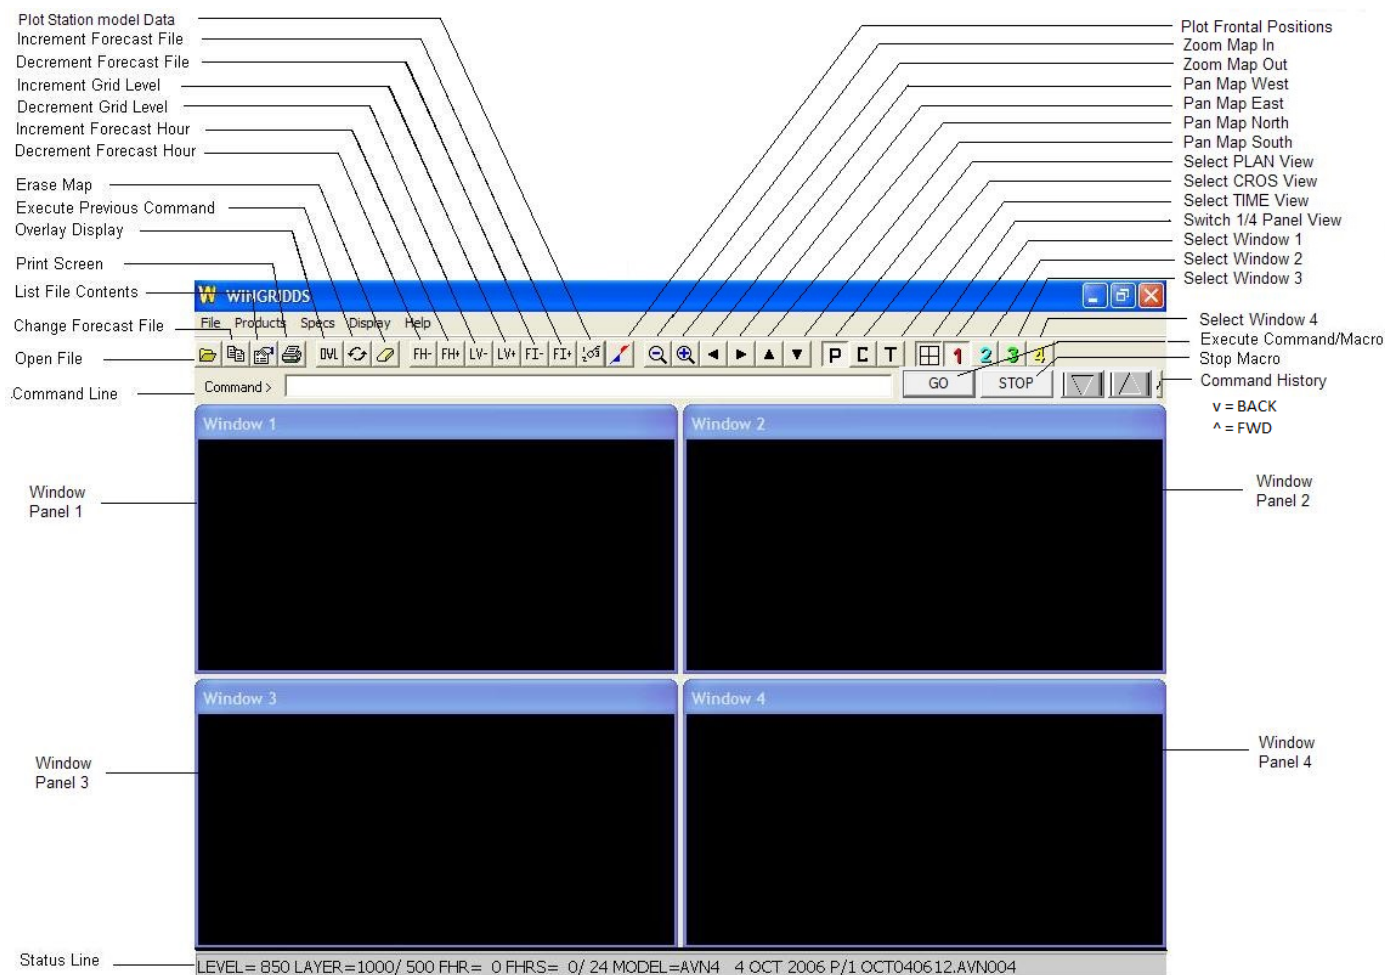 Plot Station model Data
Increment Forecast File
Decrement Forecast File
Increment Grid Level
Decrement Grid Level
Increment Forecast Hour
Decrement Forecast Hour
Erase Map
Execute Previous Command
Overlay Display
Print Screen
List File Contents
Change Forecast File
Open File
.Command Line
Plot Frontal Positions
Zoom Map In
Zoom Map Out
Pan Map West
Pan Map East
Pan Map North
Pan Map South
Select PLAN View
Select CROS View
Select TIME View
Switch 1/4 Panel View
Select Window 1
Select Window 2
Select Window 3
Select Window 4
Execute Command/Macro
Stop Macro
Command History
v = BACK
^ = FWD
W WINGRIDDS
File Products Specs Display Help
OVL FH- FH+ LV- LV+ FI- FI+ P C T 1 2 3 4
Command > GO STOP
Window 1
Window 2
Window
Panel 1
Window
Panel 2
Window 3
Window 4
Window
Panel 3
Window
Panel 4
Status Line
LEVEL= 850 LAYER=1000/ 500 FHR= 0 FHRS= 0/ 24 MODEL=AVN4 4 OCT 2006 P/1 OCT040612.AVN004